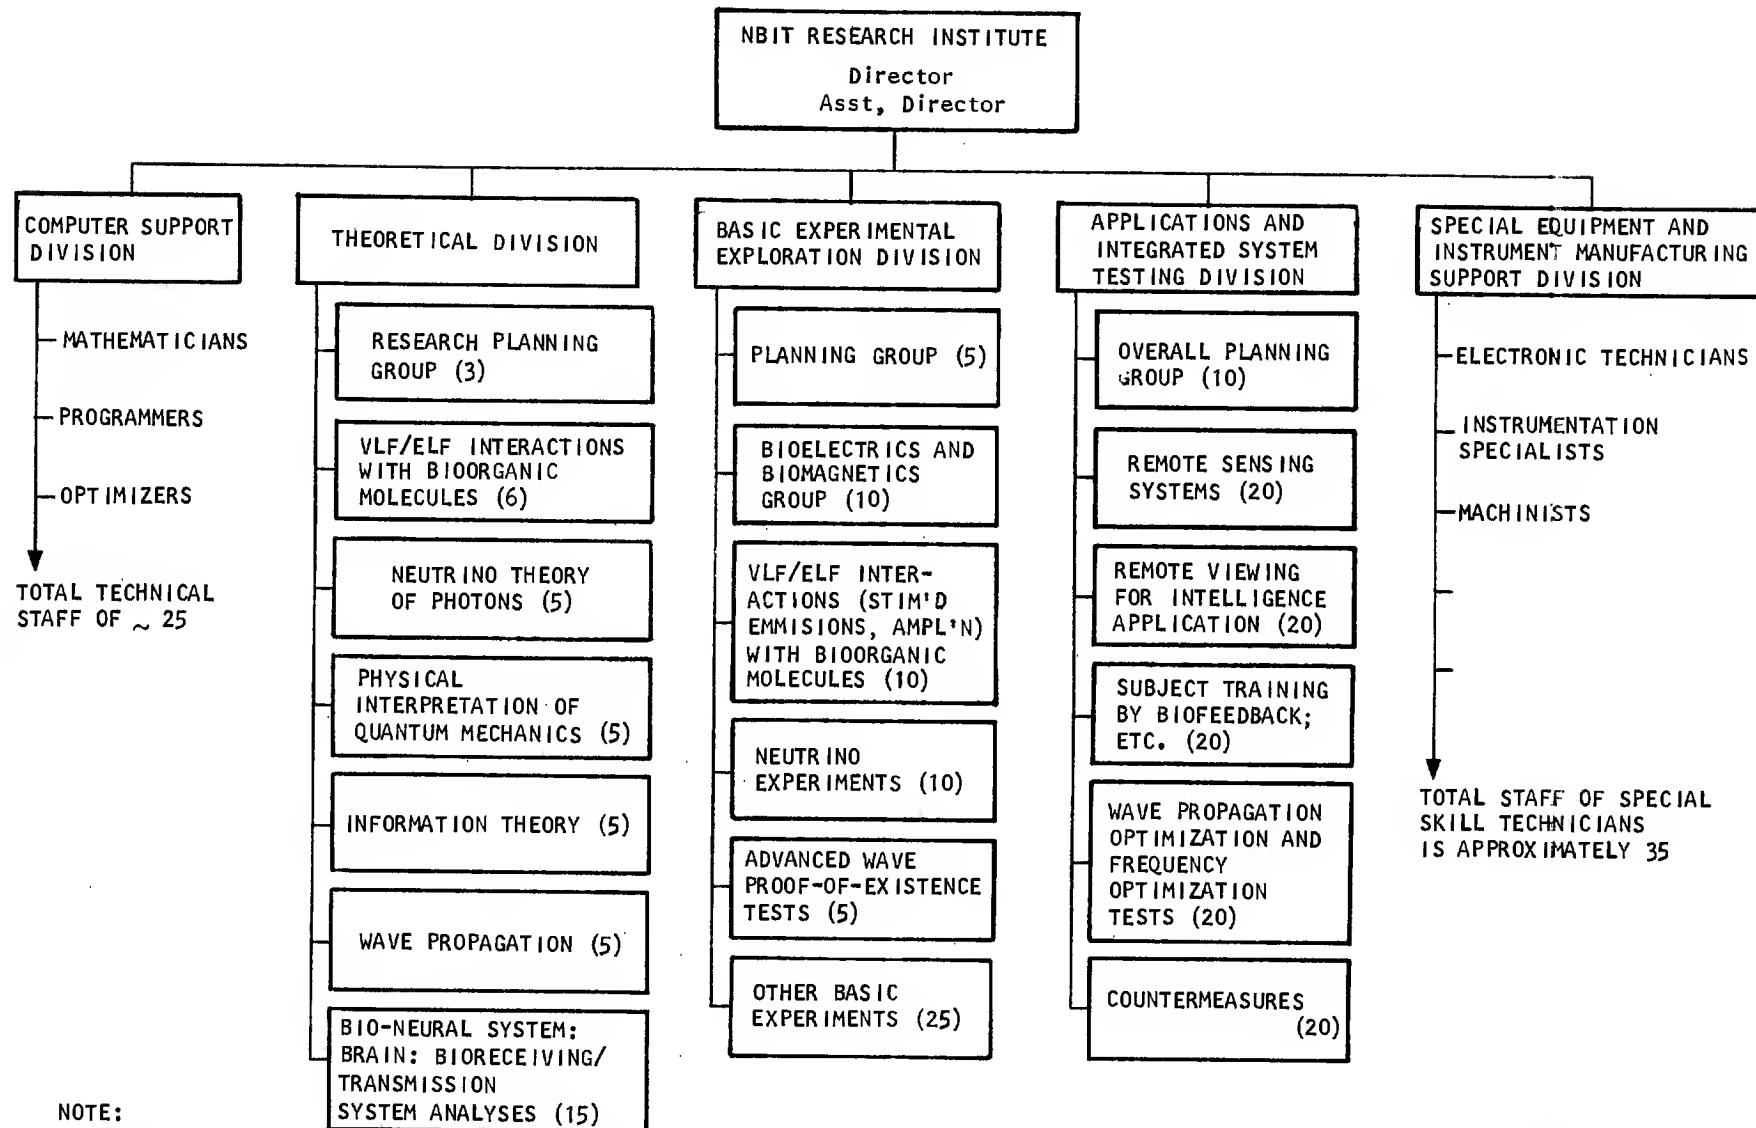 NBIT RESEARCH INSTITUTE
Director
Asst, Director
COMPUTER SUPPORT
DIVISION
MATHEMATICIANS
PROGRAMMERS
OPTIMIZERS
TOTAL TECHNICAL
STAFF OF ~ 25
THEORETICAL DIVISION
RESEARCH PLANNING
GROUP (3)
VLF/ELF INTERACTIONS
WITH BIOORGANIC
MOLECULES (6)
NEUTRINO THEORY
OF PHOTONS (5)
PHYSICAL
INTERPRETATION OF
QUANTUM MECHANICS (5)
INFORMATION THEORY (5)
WAVE PROPAGATION (5)
BIO-NEURAL SYSTEM:
BRAIN: BIORECEIVING/
TRANSMISSION
SYSTEM ANALYSES (15)
BASIC EXPERIMENTAL
EXPLORATION DIVISION
PLANNING GROUP (5)
BIOELECTRICS AND
BIOMAGNETICS
GROUP (10)
VLF/ELF INTER-
ACTIONS (STIM'D
EMMISIONS, AMPL'N)
WITH BIOORGANIC
MOLECULES (10)
NEUTRINO
EXPERIMENTS (10)
ADVANCED WAVE
PROOF-OF-EXISTENCE
TESTS (5)
OTHER BASIC
EXPERIMENTS (25)
APPLICATIONS AND
INTEGRATED SYSTEM
TESTING DIVISION
OVERALL PLANNING
GROUP (10)
REMOTE SENSING
SYSTEMS (20)
REMOTE VIEWING
FOR INTELLIGENCE
APPLICATION (20)
SUBJECT TRAINING
BY BIOFEEDBACK;
ETC. (20)
WAVE PROPAGATION
OPTIMIZATION AND
FREQUENCY
OPTIMIZATION
TESTS (20)
COUNTERMEASURES
(20)
SPECIAL EQUIPMENT AND
INSTRUMENT MANUFACTURING
SUPPORT DIVISION
ELECTRONIC TECHNICIANS
INSTRUMENTATION
SPECIALISTS
MACHINISTS
TOTAL STAFF OF SPECIAL
SKILL TECHNICIANS
IS APPROXIMATELY 35
NOTE: